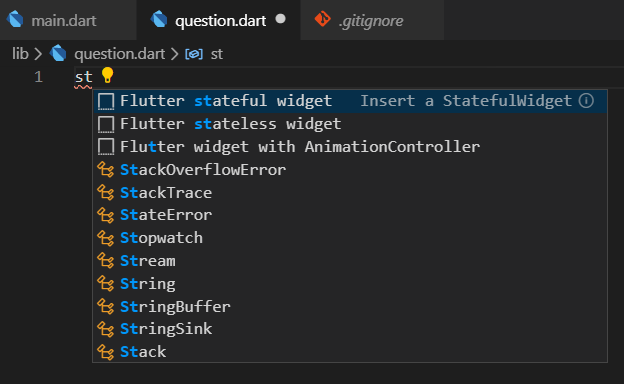 main.dart question.dart .gitignore
lib > question.dart > st
1 st
Flutter stateful widget Insert a StatefulWidget
Flutter stateless widget
Flutter widget with AnimationController
StackOverflowError
StackTrace
StateError
Stopwatch
Stream
String
StringBuffer
StringSink
Stack